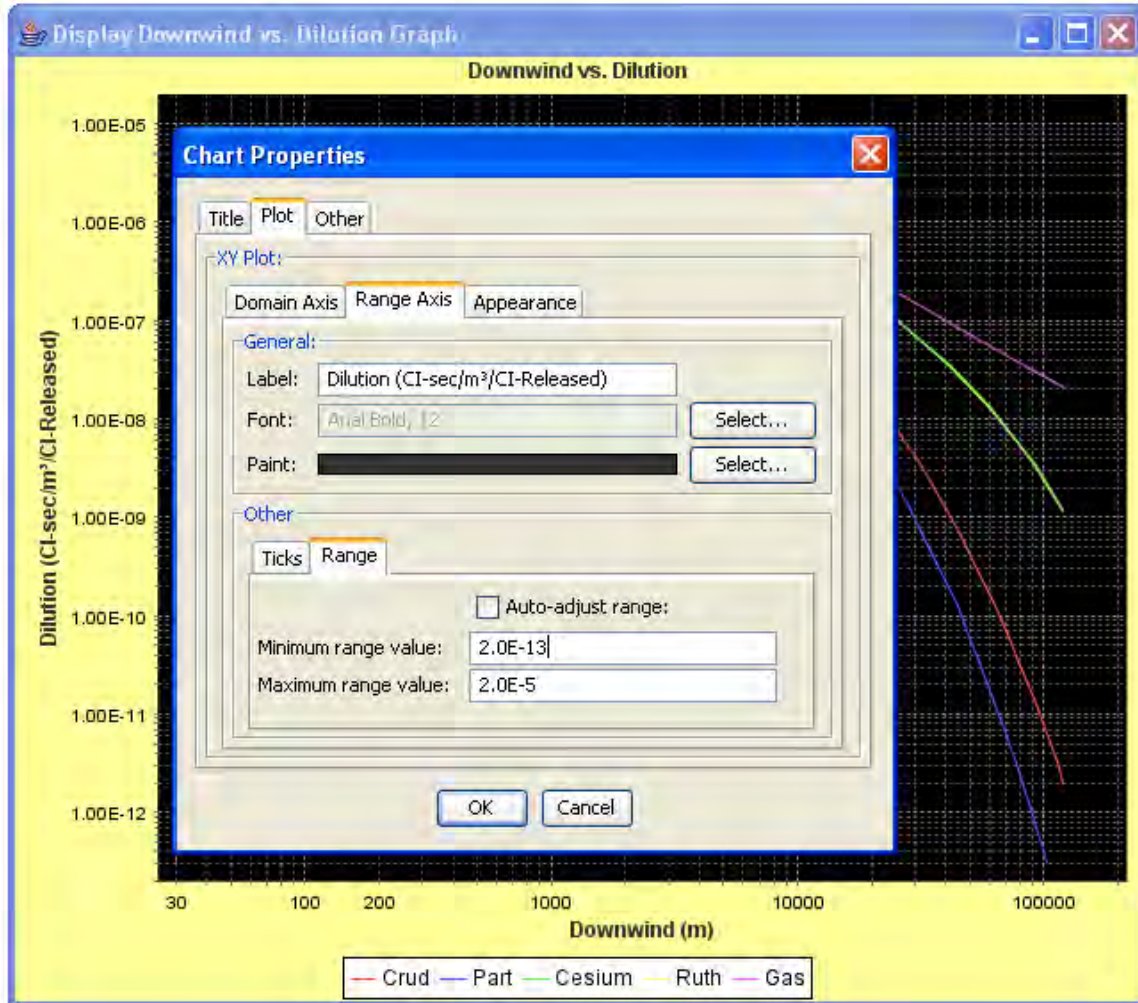 Display Downwind vs. Dilution Graph
Downwind vs. Dilution
1.00E-05
1.00E-06
1.00E-07
1.00E-08
1.00E-09
1.00E-10
1.00E-11
1.00E-12
Dilution (CI-sec/m³/CI-Released)
Chart Properties
Title Plot Other
XY Plot:
Domain Axis Range Axis Appearance
General:
Label: Dilution (CI-sec/m³/CI-Released)
Font: Arial Bold, 12 Select...
Paint: Select...
Other
Ticks Range
Auto-adjust range:
Minimum range value: 2.0E-13
Maximum range value: 2.0E-5
OK Cancel
30 100 200 1000 10000 100000
Downwind (m)
Crud Part Cesium Ruth Gas